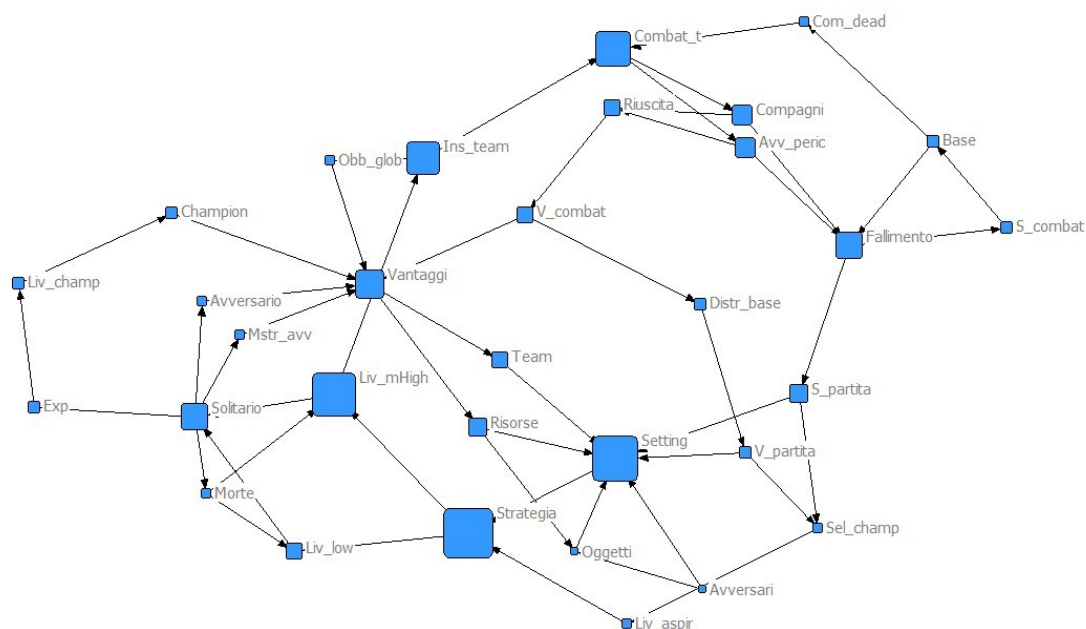 Com_dead
Combat_t
Riuscita
Compagni
Base
Avv_peric
Ins_team
Obb_glob
Champion
V_combat
S_combat
Fallimento
Vantaggi
Liv_champ
Avversario
Distr_base
Mstr_avv
Team
Liv_mHigh
S_partita
Exp
Solitario
Risorse
Setting
V_partita
Morte
Strategia
Sel_champ
Liv_low
Oggetti
Avversari
Liv_aspir